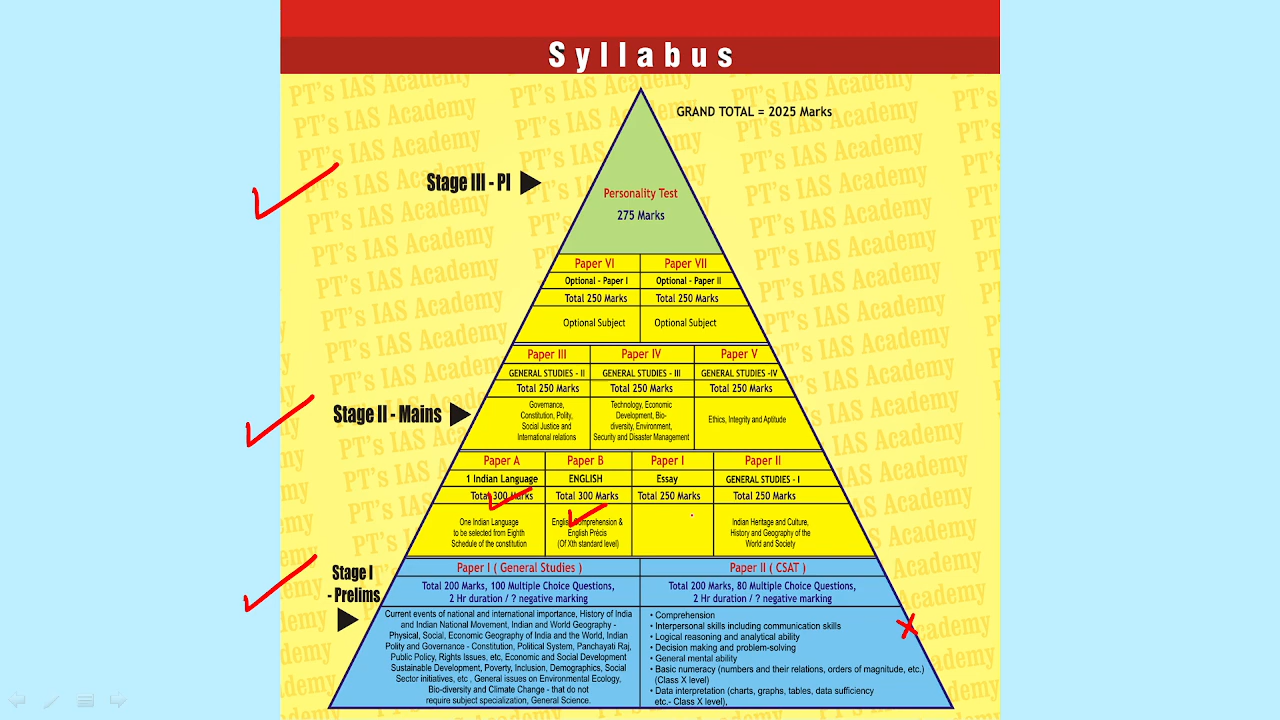 Syllabus
GRAND TOTAL = 2025 Marks
Stage III - PI
Personality Test
275 Marks
Paper VI
Paper VII
Optional - Paper I
Optional - Paper II
Total 250 Marks
Total 250 Marks
Optional Subject
Optional Subject
Stage II - Mains
Paper III
Paper IV
Paper V
GENERAL STUDIES - II
GENERAL STUDIES - III
GENERAL STUDIES -IV
Total 250 Marks
Total 250 Marks
Total 250 Marks
Governance,
Constitution, Polity,
Social Justice and
International relations
Technology, Economic
Development, Bio-
diversity, Environment,
Security and Disaster Management
Ethics, Integrity and Aptitude
Paper A
Paper B
Paper I
Paper II
1 Indian Language
ENGLISH
Essay
GENERAL STUDIES - I
Total 300 Marks
Total 300 Marks
Total 250 Marks
Total 250 Marks
One Indian Language
to be selected from Eighth
Schedule of the constitution
English Comprehension &
English Précis
(Of Xth standard level)
Indian Heritage and Culture,
History and Geography of the
World and Society
Stage I
- Prelims
Paper I ( General Studies )
Total 200 Marks, 100 Multiple Choice Questions,
2 Hr duration / ? negative marking
Current events of national and international importance, History of India
and Indian National Movement, Indian and World Geography -
Physical, Social, Economic Geography of India and the World, Indian
Polity and Governance - Constitution, Political System, Panchayati Raj,
Public Policy, Rights Issues, etc, Economic and Social Development
Sustainable Development, Poverty, Inclusion, Demographics, Social
Sector initiatives, etc , General issues on Environmental Ecology,
Bio-diversity and Climate Change - that do not
require subject specialization, General Science.
Paper II ( CSAT )
Total 200 Marks, 80 Multiple Choice Questions,
2 Hr duration / ? negative marking
• Comprehension
• Interpersonal skills including communication skills
• Logical reasoning and analytical ability
• Decision making and problem-solving
• General mental ability
• Basic numeracy (numbers and their relations, orders of magnitude, etc.)
(Class X level)
• Data interpretation (charts, graphs, tables, data sufficiency
etc.- Class X level),
PT's IAS Academy